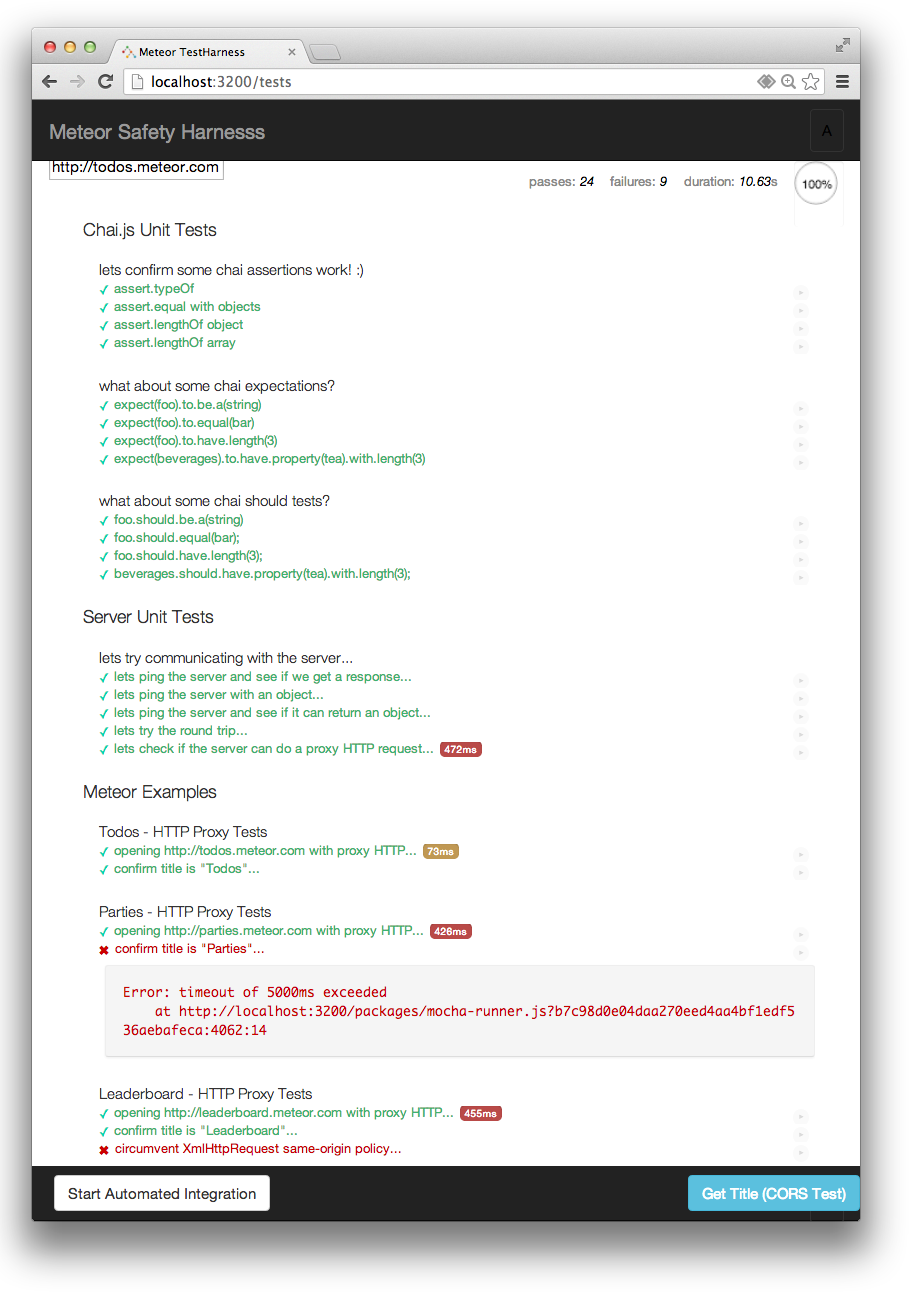 Meteor TestHarness
localhost:3200/tests
Meteor Safety Harnesss
A
http://todos.meteor.com
passes: 24 failures: 9 duration: 10.63s 100%
Chai.js Unit Tests
lets confirm some chai assertions work! :)
✓ assert.typeOf
✓ assert.equal with objects
✓ assert.lengthOf object
✓ assert.lengthOf array
what about some chai expectations?
✓ expect(foo).to.be.a(string)
✓ expect(foo).to.equal(bar)
✓ expect(foo).to.have.length(3)
✓ expect(beverages).to.have.property(tea).with.length(3)
what about some chai should tests?
✓ foo.should.be.a(string)
✓ foo.should.equal(bar);
✓ foo.should.have.length(3);
✓ beverages.should.have.property(tea).with.length(3);
Server Unit Tests
lets try communicating with the server...
✓ lets ping the server and see if we get a response...
✓ lets ping the server with an object...
✓ lets ping the server and see if it can return an object...
✓ lets try the round trip...
✓ lets check if the server can do a proxy HTTP request... 472ms
Meteor Examples
Todos - HTTP Proxy Tests
✓ opening http://todos.meteor.com with proxy HTTP... 73ms
✓ confirm title is "Todos"...
Parties - HTTP Proxy Tests
✓ opening http://parties.meteor.com with proxy HTTP... 426ms
✖ confirm title is "Parties"...
Error: timeout of 5000ms exceeded
at http://localhost:3200/packages/mocha-runner.js?b7c98d0e04daa270eed4aa4bf1edf5
36aebafeca:4062:14
Leaderboard - HTTP Proxy Tests
✓ opening http://leaderboard.meteor.com with proxy HTTP... 455ms
✓ confirm title is "Leaderboard"...
✖ circumvent XmlHttpRequest same-origin policy...
Start Automated Integration
Get Title (CORS Test)